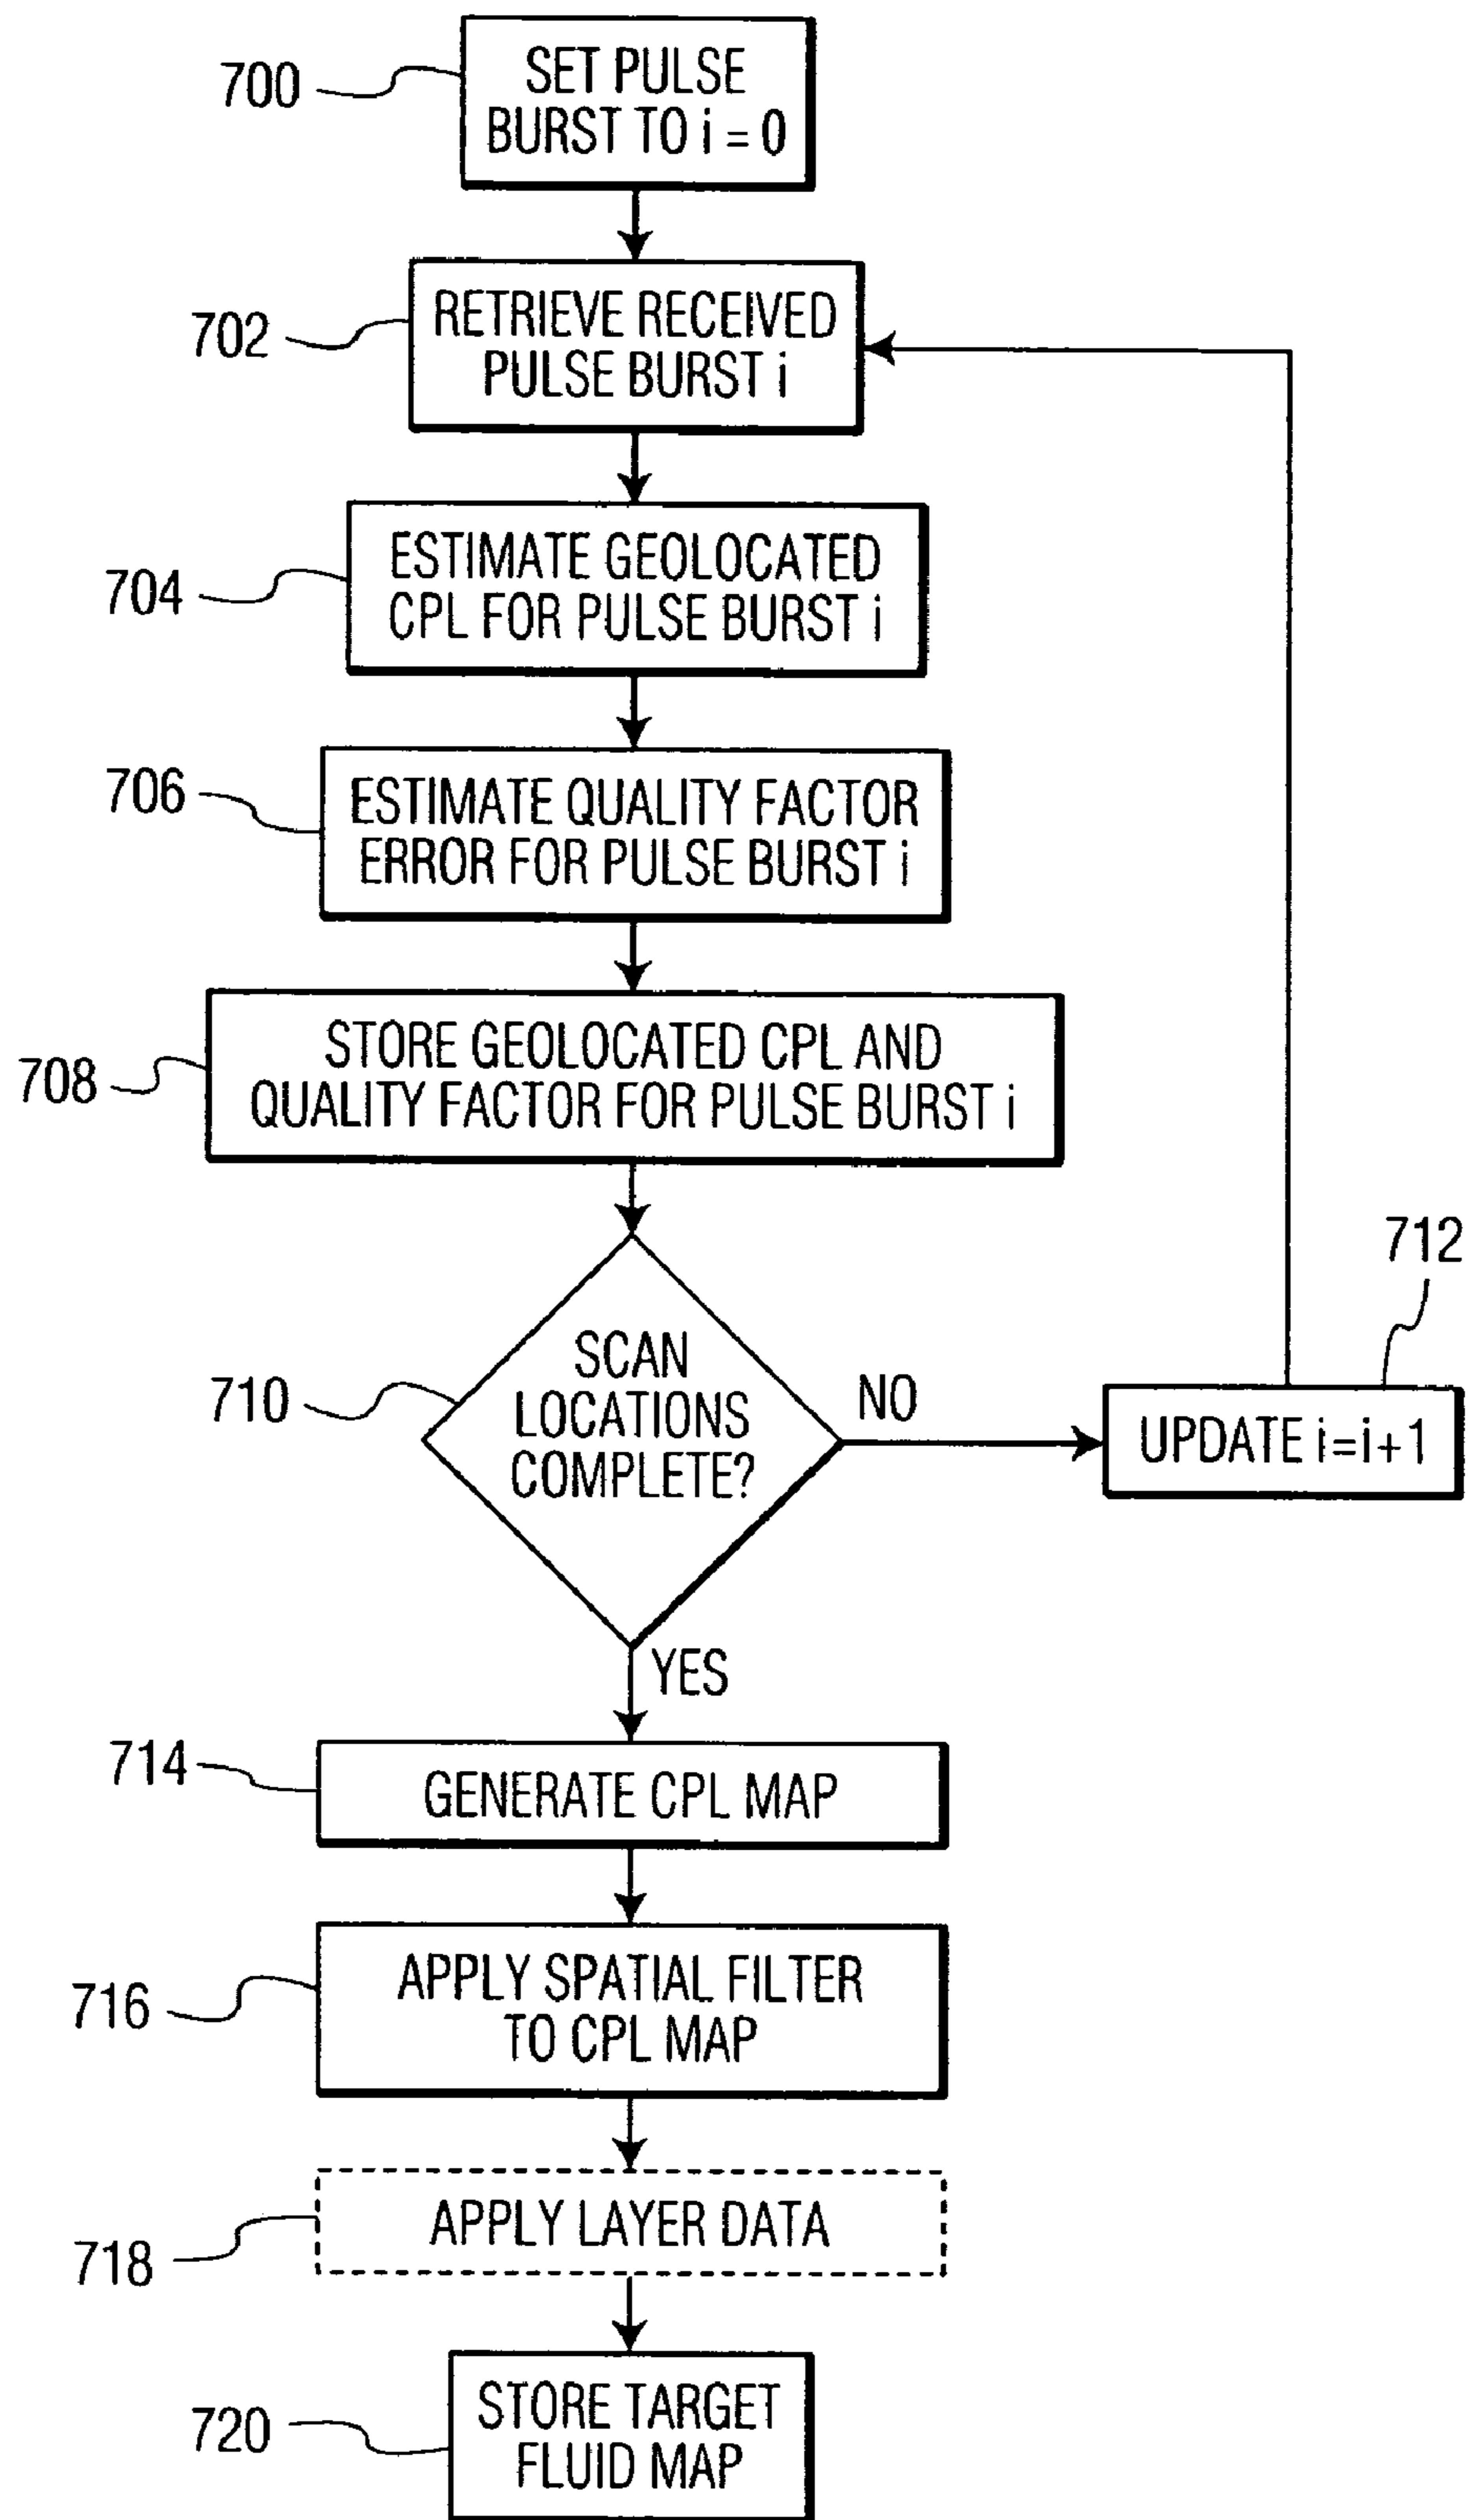 700
SET PULSE
BURST TO i = 0
702
RETRIEVE RECEIVED
PULSE BURST i
704
ESTIMATE GEOLOCATED
CPL FOR PULSE BURST i
706
ESTIMATE QUALITY FACTOR
ERROR FOR PULSE BURST i
708
STORE GEOLOCATED CPL AND
QUALITY FACTOR FOR PULSE BURST i
710
SCAN
LOCATIONS
COMPLETE?
NO
712
UPDATE i=i+1
YES
714
GENERATE CPL MAP
716
APPLY SPATIAL FILTER
TO CPL MAP
718
APPLY LAYER DATA
720
STORE TARGET
FLUID MAP